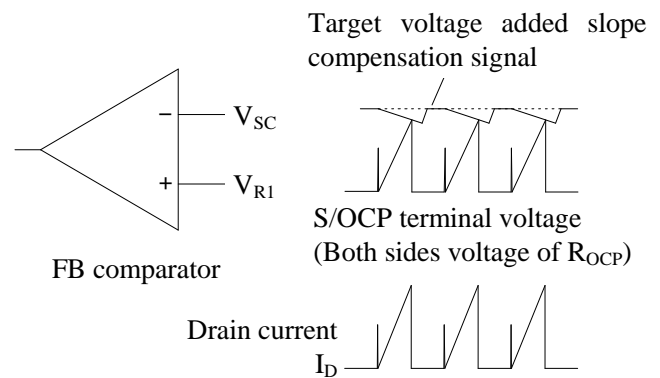 Target voltage added slope
compensation signal
−
V_SC
+
V_R1
FB comparator
S/OCP terminal voltage
(Both sides voltage of R_OCP)
Drain current
I_D